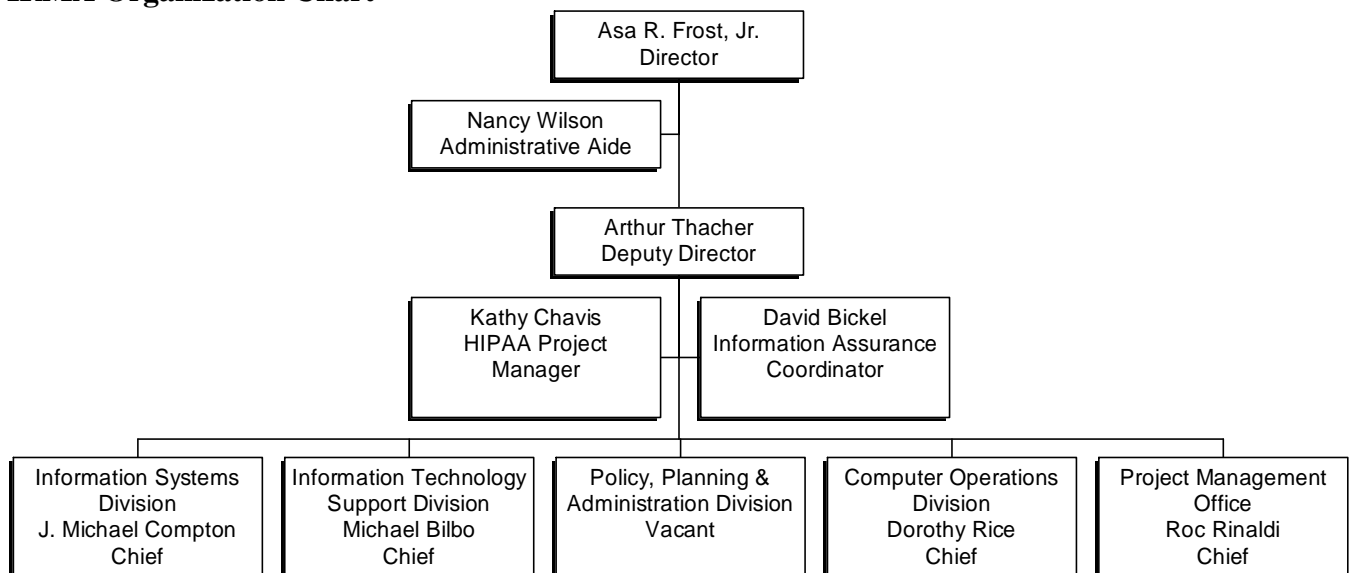 Organization Chart
Asa R. Frost, Jr.
Director
Nancy Wilson
Administrative Aide
Arthur Thacher
Deputy Director
Kathy Chavis
HIPAA Project
Manager
David Bickel
Information Assurance
Coordinator
Information Systems
Division
J. Michael Compton
Chief
Information Technology
Support Division
Michael Bilbo
Chief
Policy, Planning &
Administration Division
Vacant
Computer Operations
Division
Dorothy Rice
Chief
Project Management
Office
Roc Rinaldi
Chief